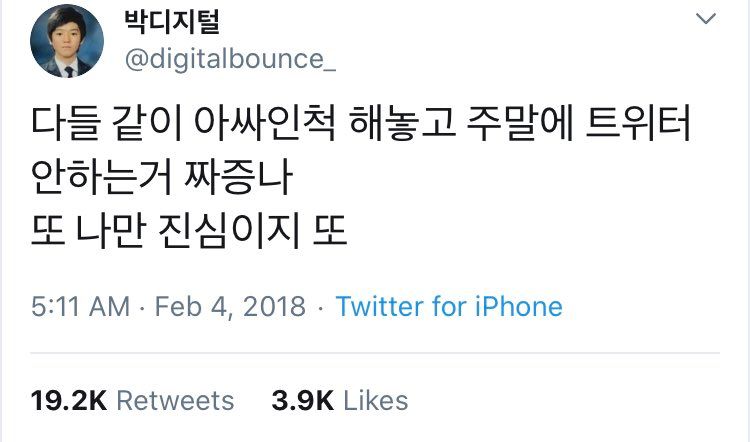 박디지털
@digitalbounce_
다들 같이 아싸인척 해놓고 주말에 트위터
안하는거 짜증나
또 나만 진심이지 또
5:11 AM · Feb 4, 2018 · Twitter for iPhone
19.2K Retweets 3.9K Likes